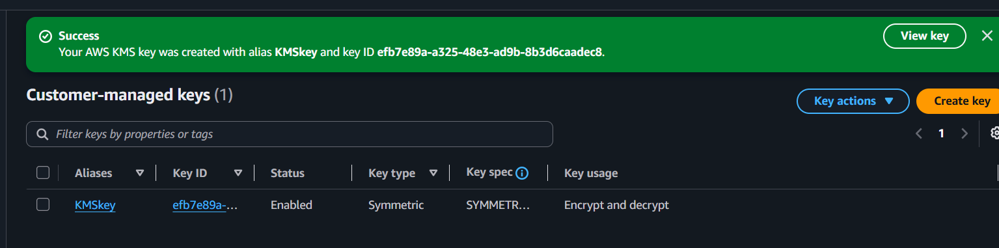 Success
View key
Your AWS KMS key was created with alias KMSkey and key ID efb7e89a-a325-48e3-ad9b-8b3d6caadec8.
Customer-managed keys (1)
Key actions
Create key
Filter keys by properties or tags
1
Aliases Key ID Status Key type Key spec Key usage
KMSkey efb7e89a-... Enabled Symmetric SYMMETR... Encrypt and decrypt